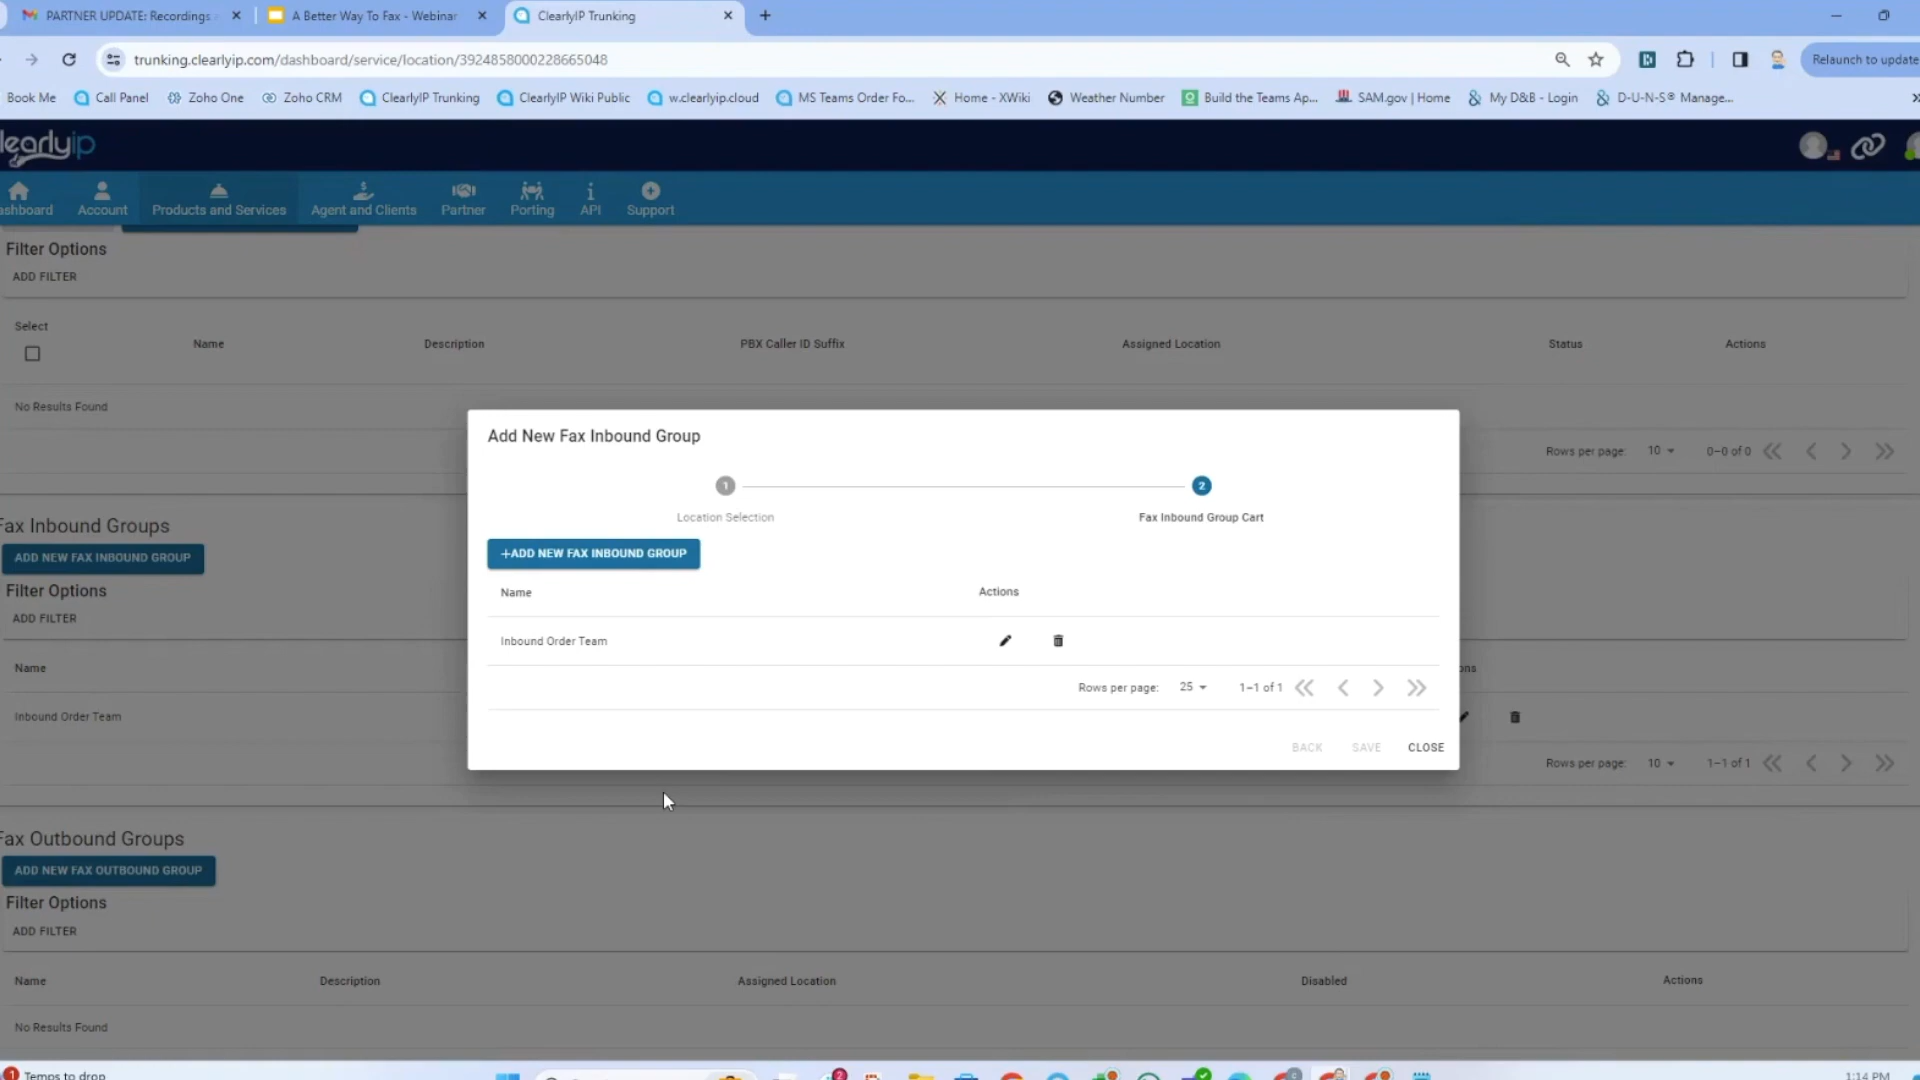 PARTNER UPDATE: Recordings
A Better Way To Fax - Webinar
ClearlyIP Trunking
trunking.clearlyip.com/dashboard/service/location/3924858000228665048
Relaunch to update
Book Me
Call Panel
Zoho One
Zoho CRM
ClearlyIP Trunking
ClearlyIP Wiki Public
w.clearlyip.cloud
MS Teams Order Fo...
Home - XWiki
Weather Number
Build the Teams Ap...
SAM.gov | Home
My D&B - Login
D-U-N-S® Manage...
learlyip
ashboard
Account
Products and Services
Agent and Clients
Partner
Porting
API
Support
Filter Options
ADD FILTER
Select
Name
Description
PBX Caller ID Suffix
Assigned Location
Status
Actions
No Results Found
Rows per page: 10 0-0 of 0
Add New Fax Inbound Group
1
2
Location Selection
Fax Inbound Group Cart
+ADD NEW FAX INBOUND GROUP
Name
Actions
Inbound Order Team
Rows per page: 25 1-1 of 1
BACK
SAVE
CLOSE
Fax Inbound Groups
ADD NEW FAX INBOUND GROUP
Filter Options
ADD FILTER
Name
ons
Inbound Order Team
Rows per page: 10 1-1 of 1
Fax Outbound Groups
ADD NEW FAX OUTBOUND GROUP
Filter Options
ADD FILTER
Name
Description
Assigned Location
Disabled
Actions
No Results Found
1
Temps to drop
2
1:14 PM